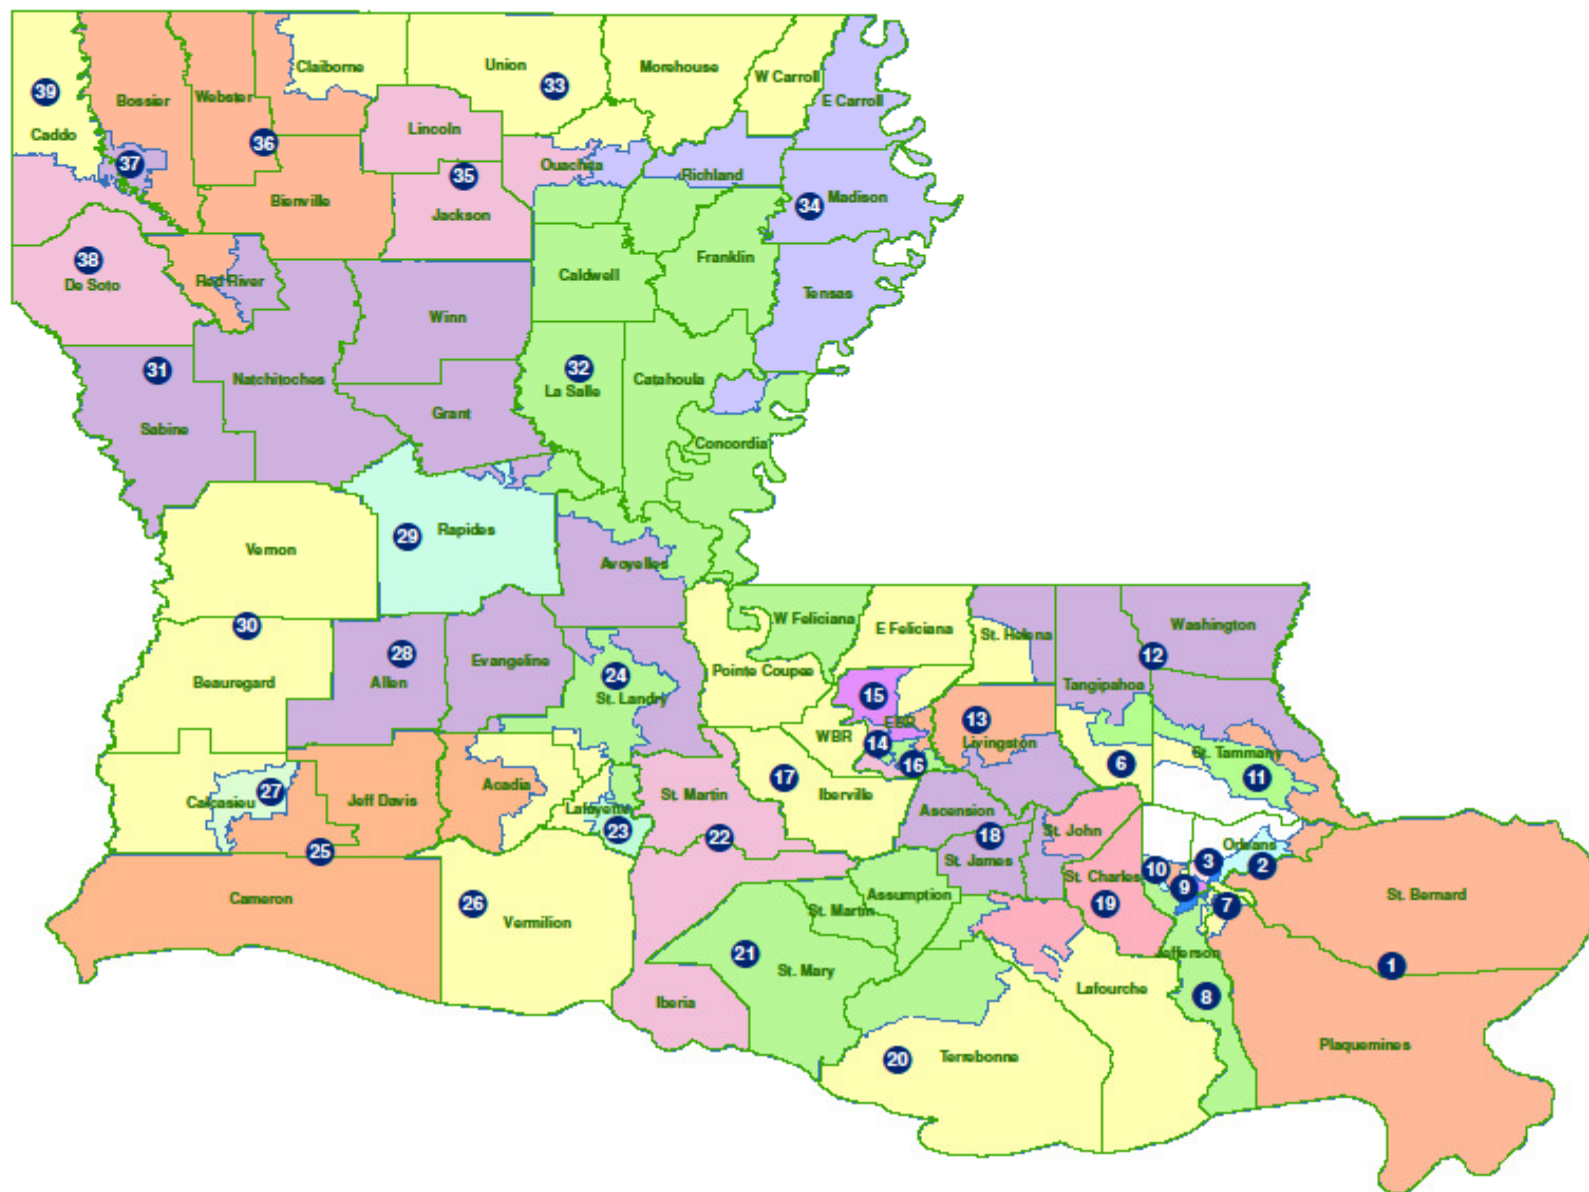 Claiborne
Union
33
Morehouse
W Carroll
39
Bossier
Webster
E Carroll
Caddo
36
Lincoln
37
Ouachita
Richland
35
Jackson
Bienville
34
Madison
38
De Soto
Red River
Caldwell
Franklin
Tensas
Winn
31
Natchitoches
32
La Salle
Catahoula
Sabine
Grant
Concordia
29
Rapides
Vernon
Avoyelles
30
W Feliciana
E Feliciana
St. Helena
Washington
12
28
Evangeline
24
Pointe Coupee
Beauregard
Allen
St. Landry
15
Tangipahoa
EBR
13
WBR
14
Livingston
St. Tammany
16
6
11
27
Calcasieu
Jeff Davis
Acadia
St. Martin
17
Iberville
Lafayette
23
Ascension
22
18
St. John
25
St. James
Orleans
3
2
10
St. Charles
9
Cameron
26
Vermilion
Assumption
St. Martin
19
7
St. Bernard
21
St. Mary
Jefferson
1
Iberia
Lafourche
8
20
Terrebonne
Plaquemines